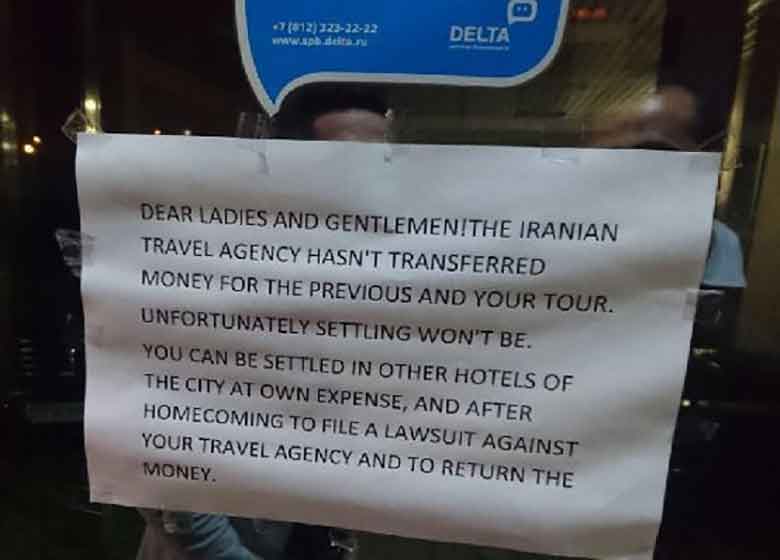 +7 (812) 323-22-22
www.spb.delta.ru
DELTA
DEAR LADIES AND GENTLEMEN!THE IRANIAN
TRAVEL AGENCY HASN'T TRANSFERRED
MONEY FOR THE PREVIOUS AND YOUR TOUR.
UNFORTUNATELY SETTLING WON'T BE.
YOU CAN BE SETTLED IN OTHER HOTELS OF
THE CITY AT OWN EXPENSE, AND AFTER
HOMECOMING TO FILE A LAWSUIT AGAINST
YOUR TRAVEL AGENCY AND TO RETURN THE
MONEY.